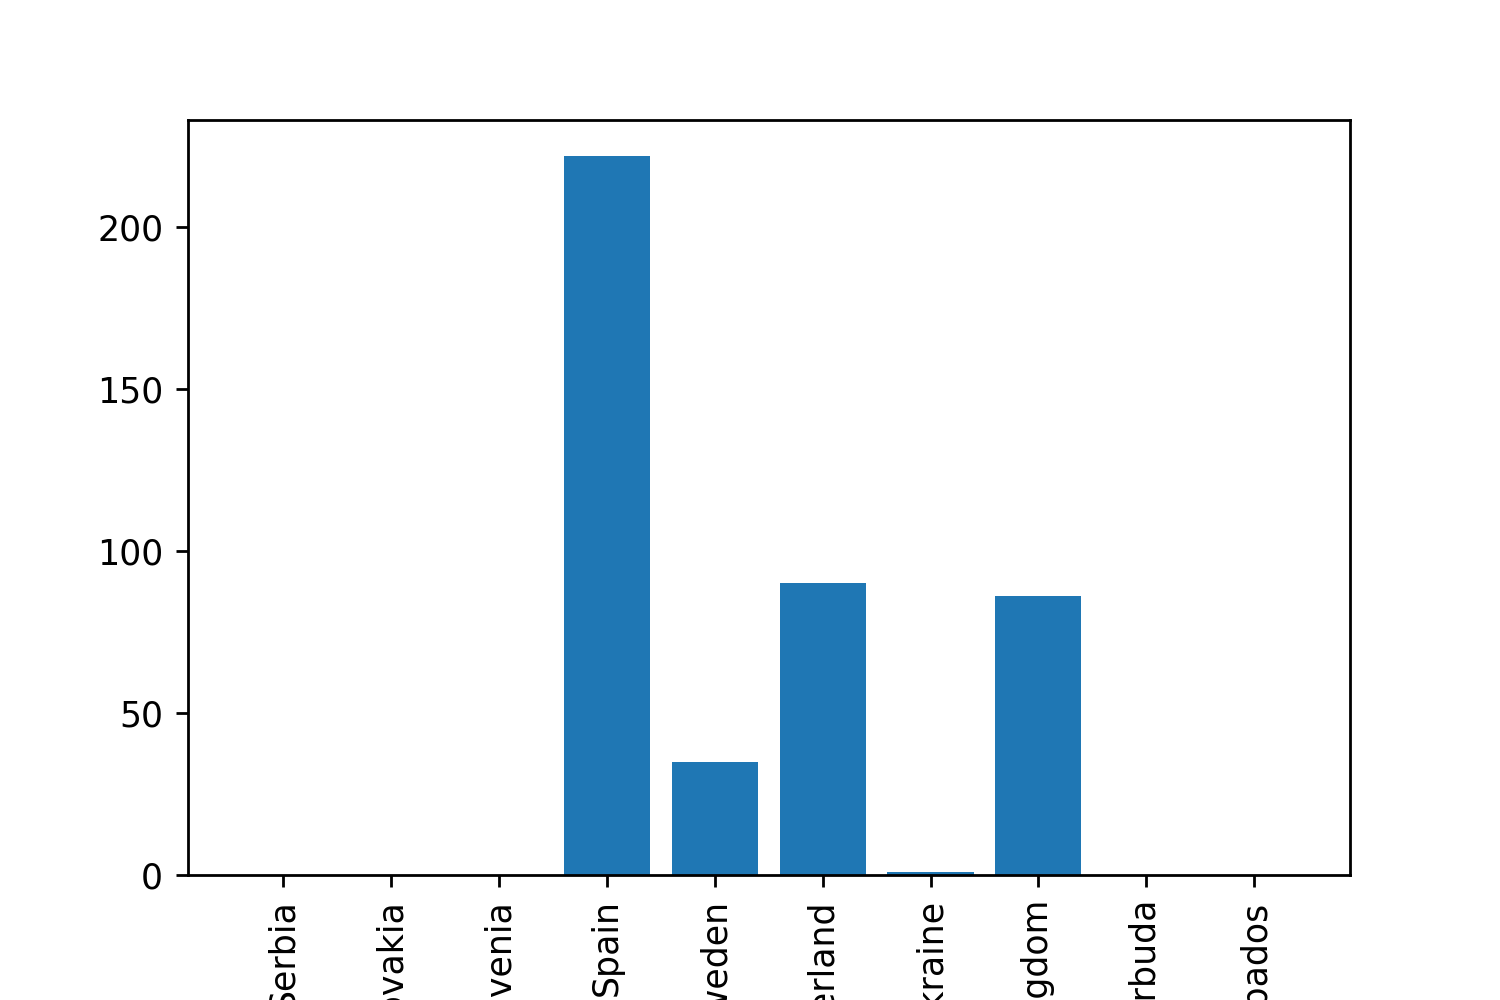 200
150
100
50
0
Serbia
ovakia
venia
Spain
weden
erland
kraine
gdom
rbuda
bados